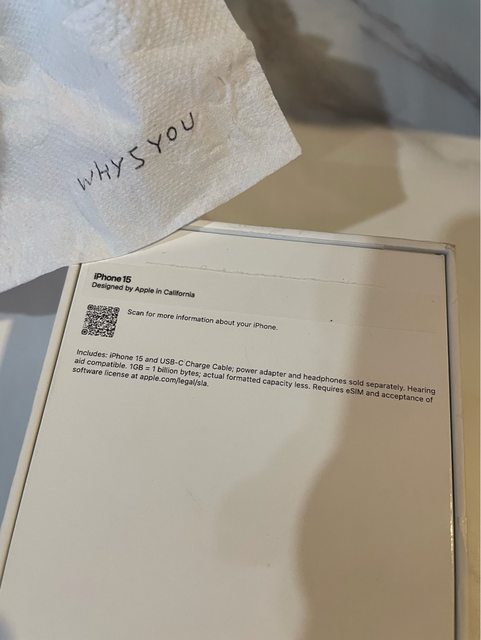 WHYSYOU
iPhone 15
Designed by Apple in California
Scan for more information about your iPhone.
Includes: iPhone 15 and USB-C Charge Cable; power adapter and headphones sold separately. Hearing
aid compatible. 1GB = 1 billion bytes; actual formatted capacity less. Requires eSIM and acceptance of
software license at apple.com/legal/sla.